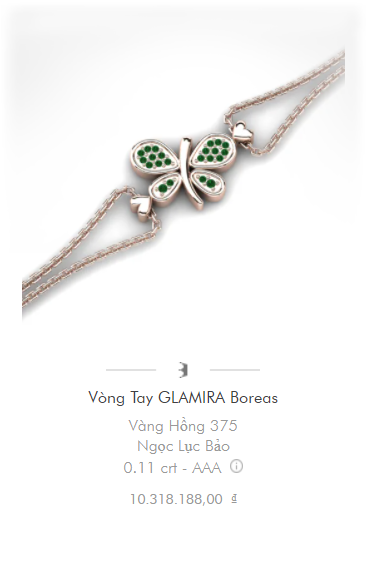 Vòng Tay GLAMIRA Boreas
Vàng Hồng 375
Ngọc Lục Bảo
0.11 crt - AAA
10.318.188,00 ₫